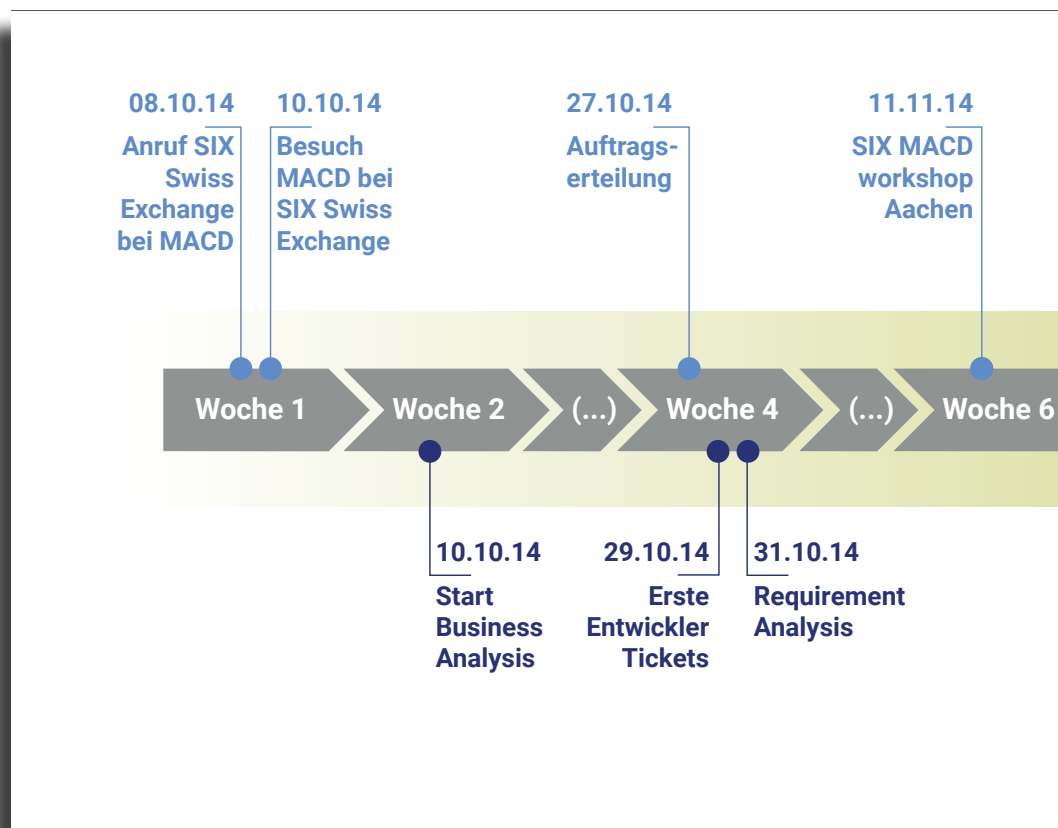 08.10.14
Anruf SIX
Swiss
Exchange
bei MACD
10.10.14
Besuch
MACD bei
SIX Swiss
Exchange
27.10.14
Auftrags-
erteilung
11.11.14
SIX MACD
workshop
Aachen
Woche 1
Woche 2
(...)
Woche 4
(...)
Woche 6
10.10.14
Start
Business
Analysis
29.10.14
Erste
Entwickler
Tickets
31.10.14
Requirement
Analysis